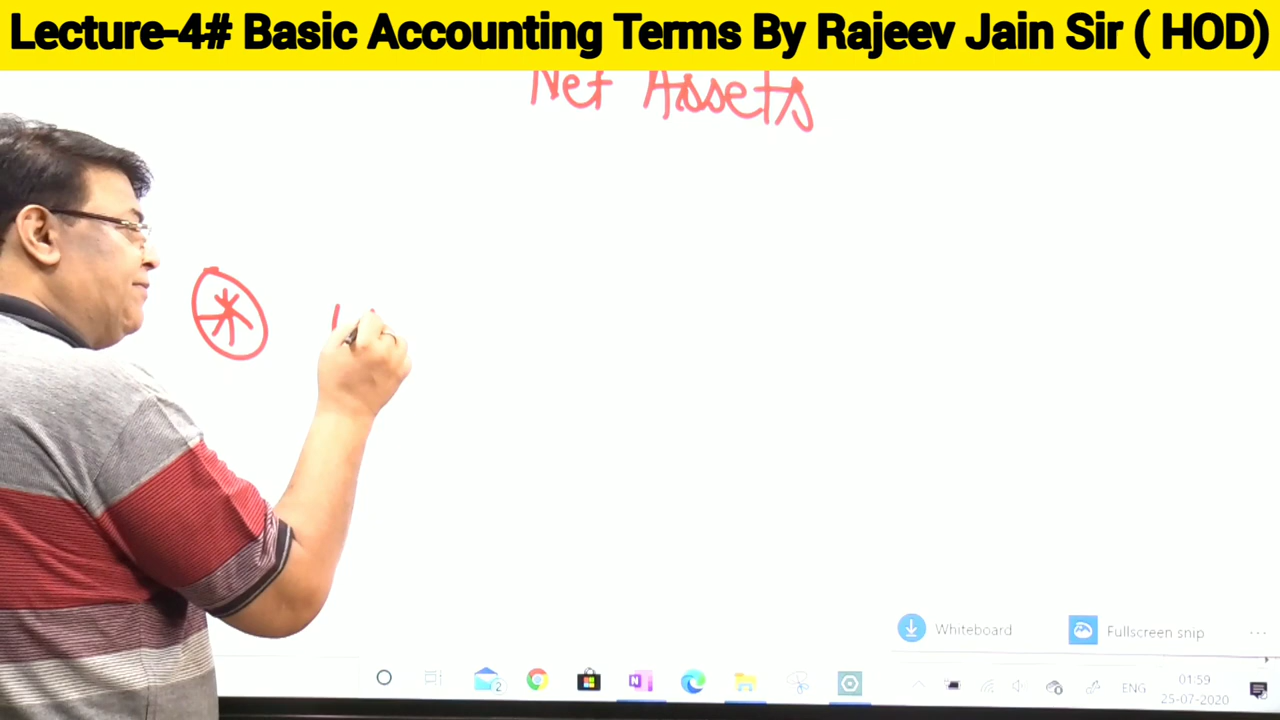 Lecture-4# Basic Accounting Terms By Rajeev Jain Sir ( HOD)
Net Assets
Whiteboard
Fullscreen snip
2
N
ENG
01:59
25-07-2020